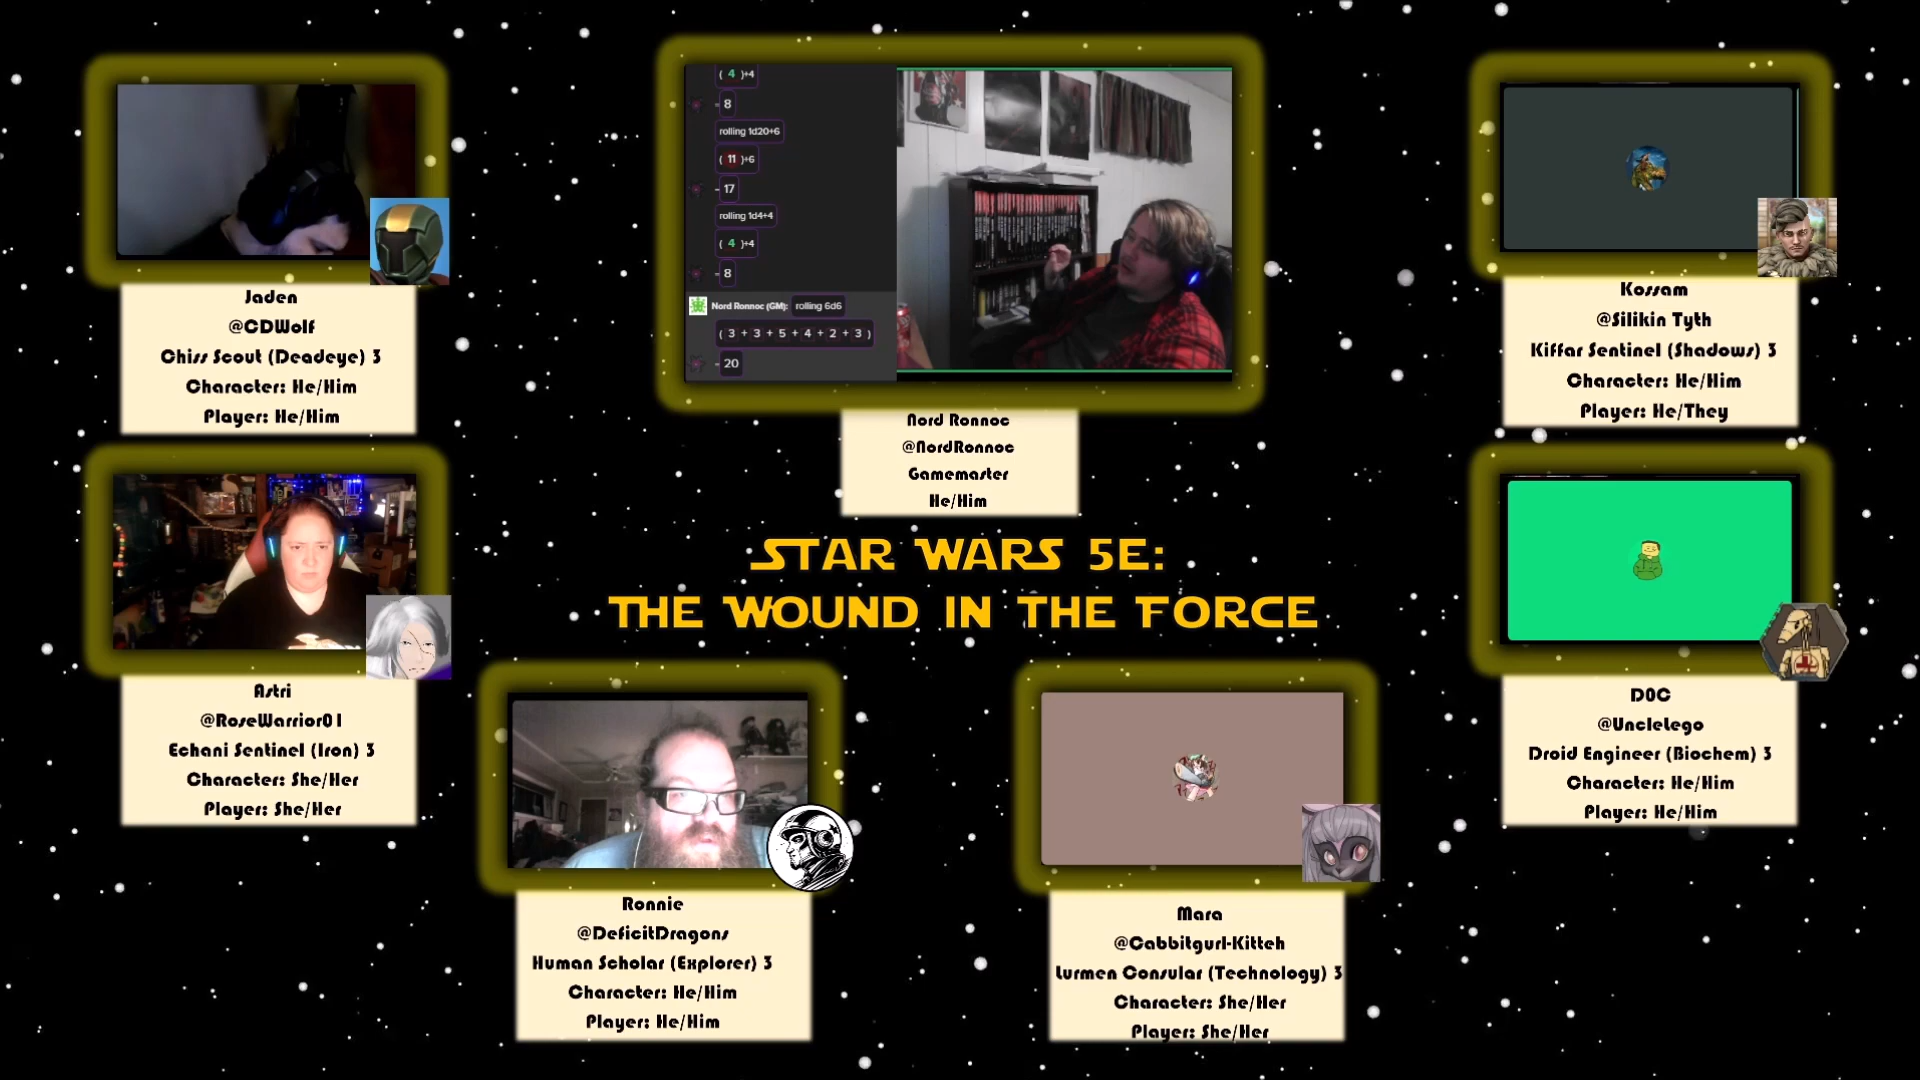 ( 4 )+4
= 8
rolling 1d20+6
( 11 )+6
= 17
rolling 1d4+4
( 4 )+4
= 8
Nord Ronnoc (GM): rolling 6d6
( 3 + 3 + 5 + 4 + 2 + 3 )
= 20
Jaden
@CDWolf
Chiss Scout (Deadeye) 3
Character: He/Him
Player: He/Him
Nord Ronnoc
@NordRonnoc
Gamemaster
He/Him
Kossam
@Silikin Tyth
Kiffar Sentinel (Shadows) 3
Character: He/Him
Player: He/They
STAR WARS 5E:
THE WOUND IN THE FORCE
Astri
@RoseWarrior01
Echani Sentinel (Iron) 3
Character: She/Her
Player: She/Her
D0C
@UncleLego
Droid Engineer (Biochem) 3
Character: He/Him
Player: He/Him
Ronnie
@DeficitDragons
Human Scholar (Explorer) 3
Character: He/Him
Player: He/Him
Mara
@Cabbitgurl-Kitteh
Lurmen Consular (Technology) 3
Character: She/Her
Player: She/Her